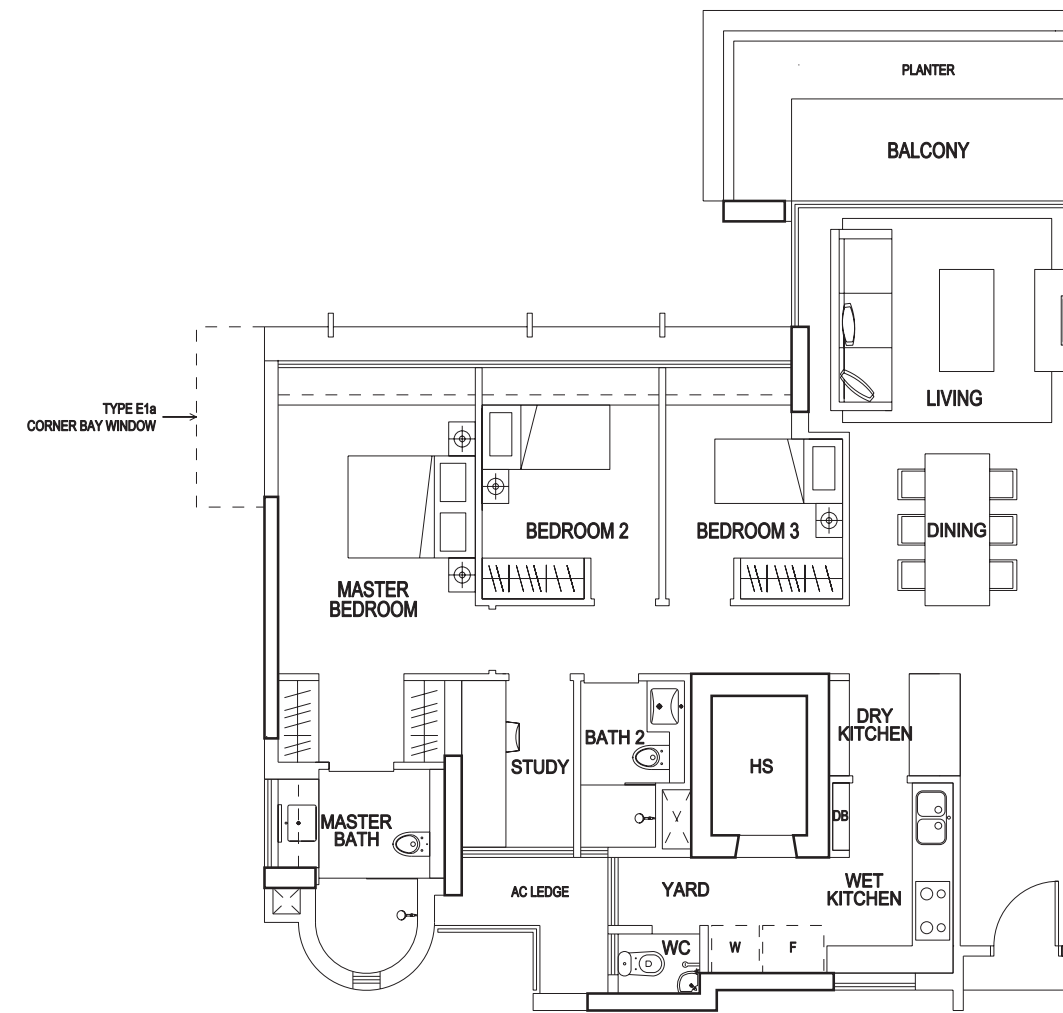 PLANTER
BALCONY
TYPE E1a
CORNER BAY WINDOW
LIVING
BEDROOM 2
BEDROOM 3
DINING
MASTER
BEDROOM
DRY
KITCHEN
BATH 2
STUDY
HS
MASTER
BATH
DB
AC LEDGE
YARD
WET
KITCHEN
WC
W
F